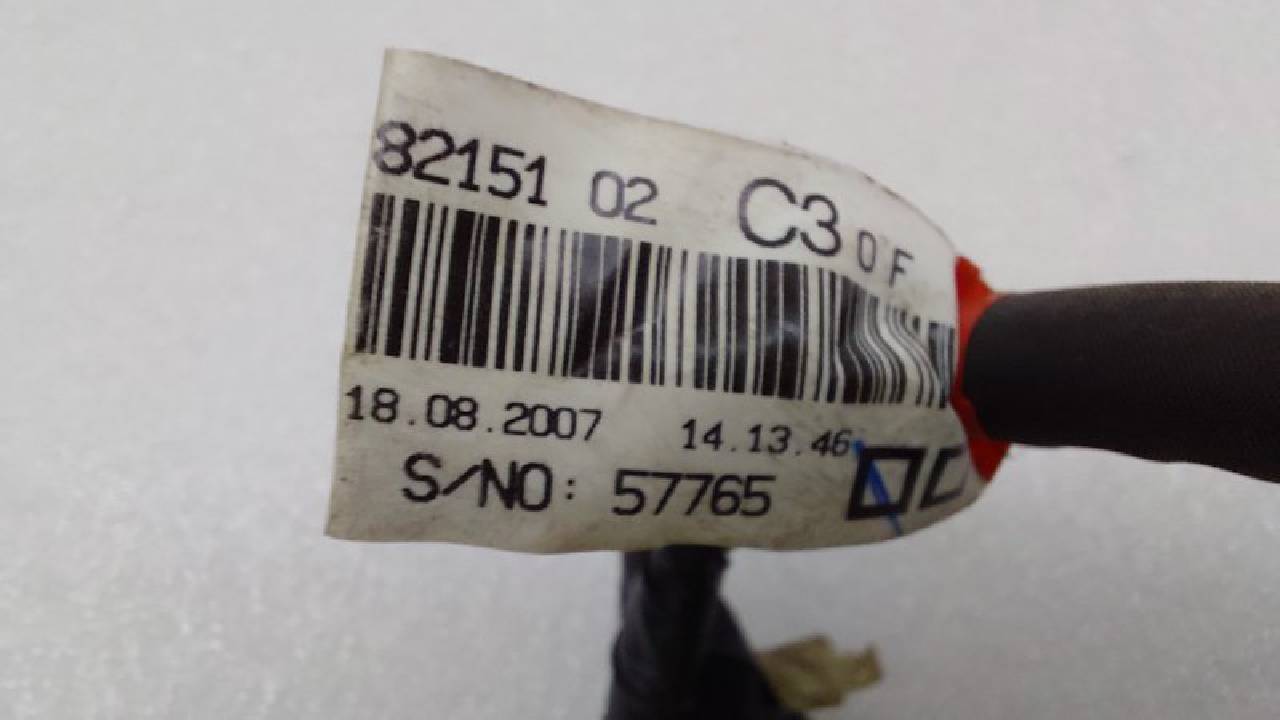 82151 02 C3 0 F
18.08.2007 14.13.46
S/NO: 57765